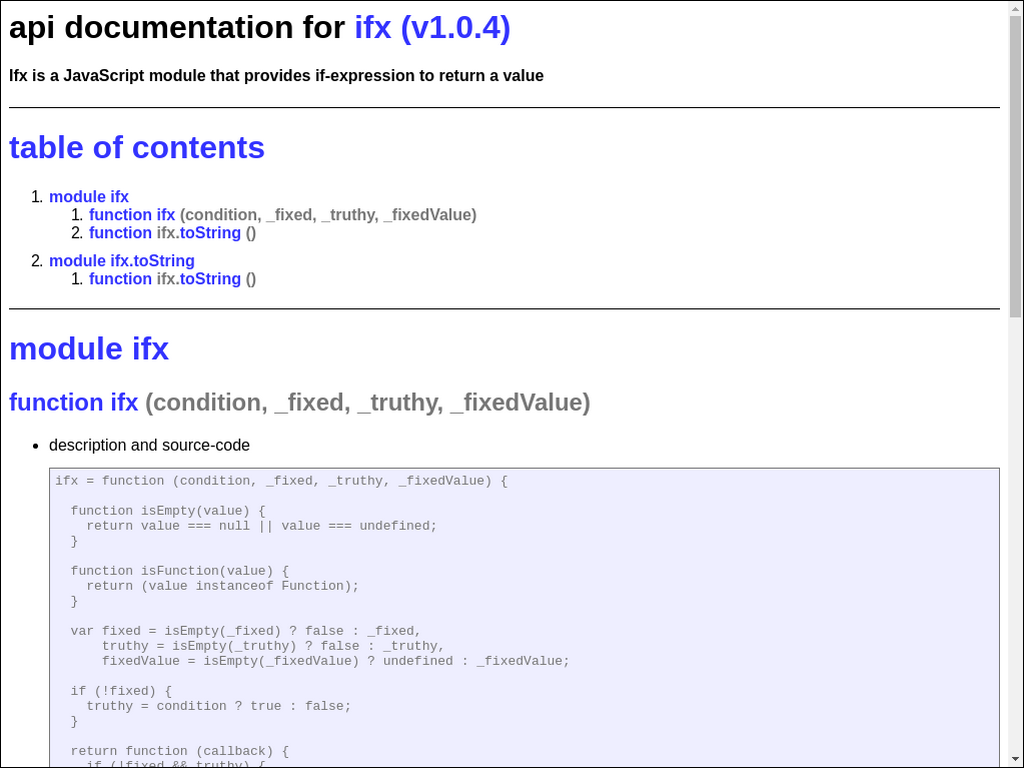 api documentation for ifx (v1.0.4)
Ifx is a JavaScript module that provides if-expression to return a value
table of contents
1. module ifx
1. function ifx (condition, _fixed, _truthy, _fixedValue)
2. function ifx.toString ()
2. module ifx.toString
1. function ifx.toString ()
module ifx
function ifx (condition, _fixed, _truthy, _fixedValue)
• description and source-code
ifx = function (condition, _fixed, _truthy, _fixedValue) {
function isEmpty(value) {
return value === null || value === undefined;
}
function isFunction(value) {
return (value instanceof Function);
}
var fixed = isEmpty(_fixed) ? false : _fixed,
truthy = isEmpty(_truthy) ? false : _truthy,
fixedValue = isEmpty(_fixedValue) ? undefined : _fixedValue;
if (!fixed) {
truthy = condition ? true : false;
}
return function (callback) {
if (!fixed && truthy) {